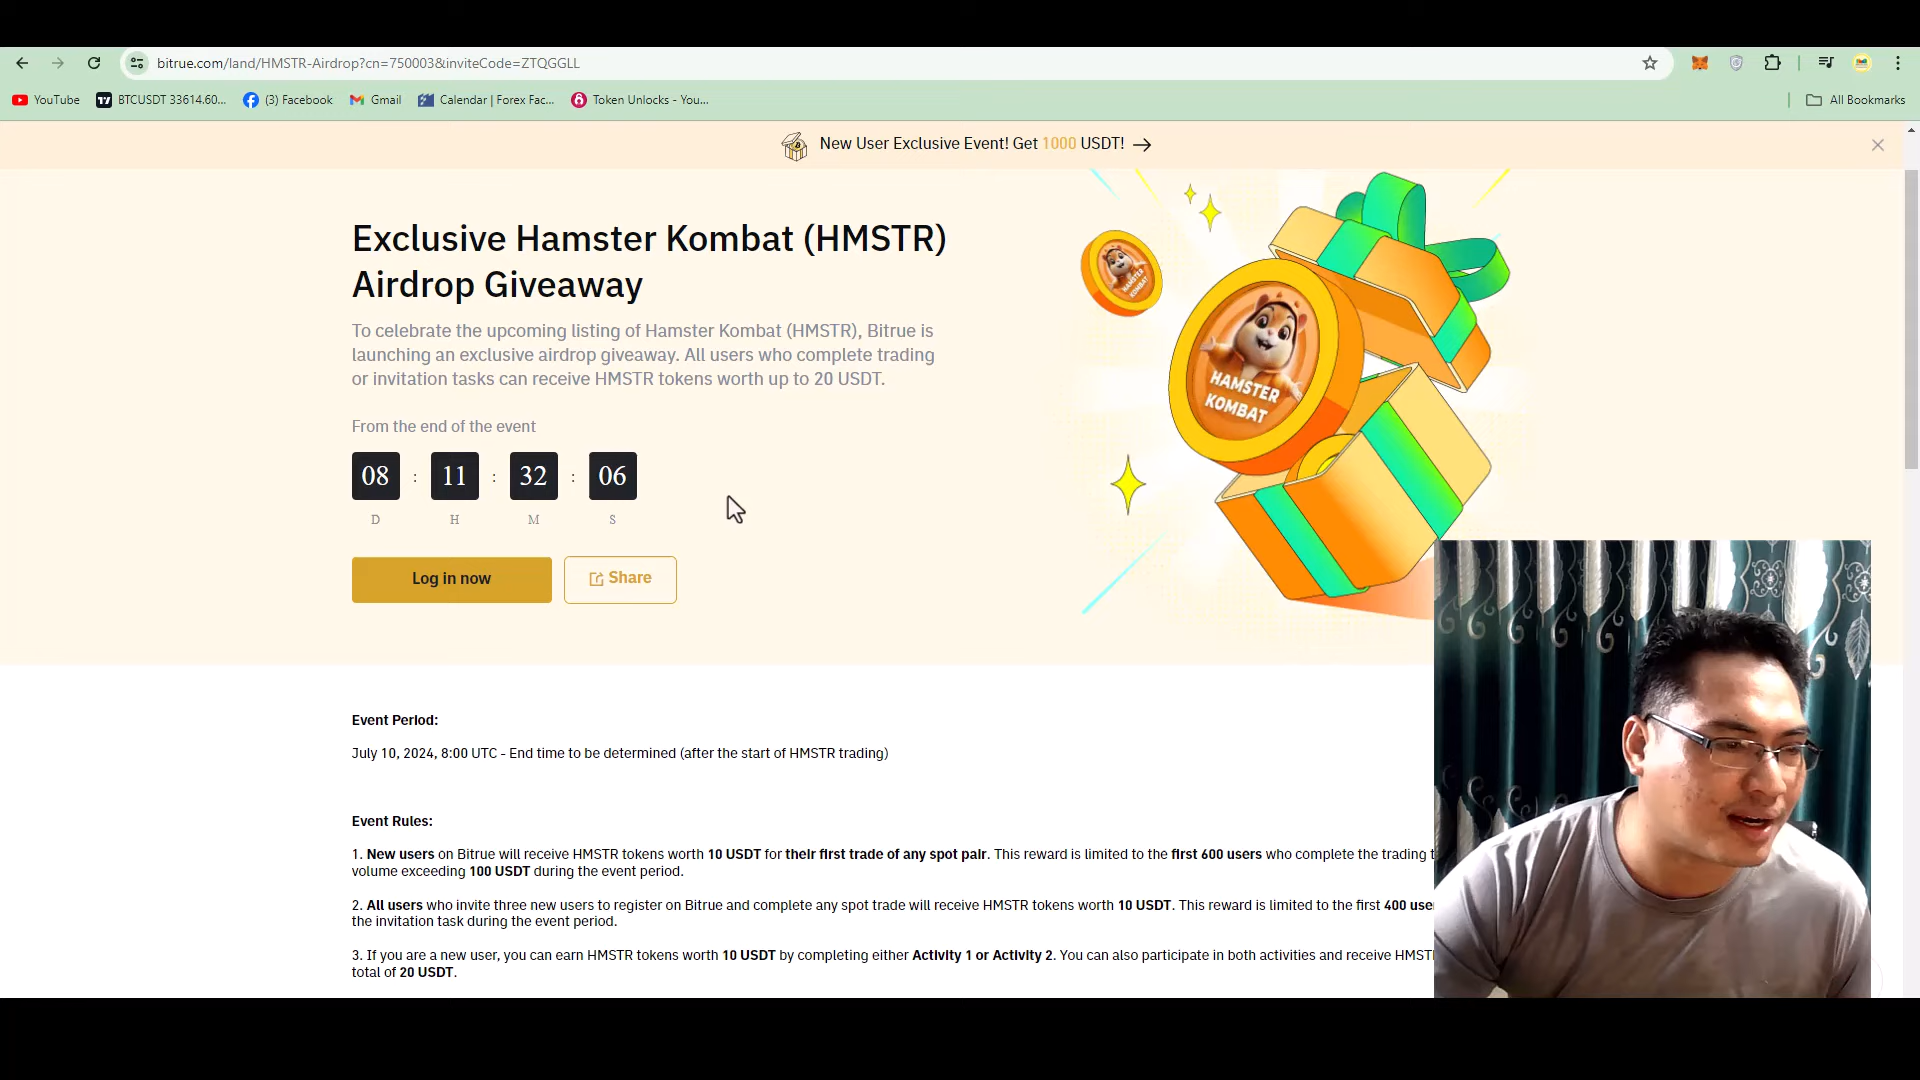 bitrue.com/land/HMSTR-Airdrop?cn=750003&inviteCode=ZTQGGLL
YouTube
BTCUSDT 33614.60...
(3) Facebook
Gmail
Calendar | Forex Fac...
Token Unlocks - You...
All Bookmarks
New User Exclusive Event! Get 1000 USDT!
Exclusive Hamster Kombat (HMSTR)
Airdrop Giveaway
To celebrate the upcoming listing of Hamster Kombat (HMSTR), Bitrue is
launching an exclusive airdrop giveaway. All users who complete trading
or invitation tasks can receive HMSTR tokens worth up to 20 USDT.
From the end of the event
08 : 11 : 32 : 06
D H M S
Log in now
Share
HAMSTER
KOMBAT
HAMSTER
KOMBAT
Event Period:
July 10, 2024, 8:00 UTC - End time to be determined (after the start of HMSTR trading)
Event Rules:
1. New users on Bitrue will receive HMSTR tokens worth 10 USDT for their first trade of any spot pair. This reward is limited to the first 600 users who complete the trading t
volume exceeding 100 USDT during the event period.
2. All users who invite three new users to register on Bitrue and complete any spot trade will receive HMSTR tokens worth 10 USDT. This reward is limited to the first 400 use
the invitation task during the event period.
3. If you are a new user, you can earn HMSTR tokens worth 10 USDT by completing either Activity 1 or Activity 2. You can also participate in both activities and receive HMST
total of 20 USDT.